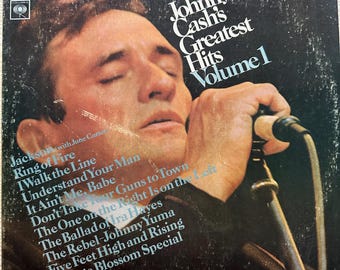 Johnny
Cash's
Greatest
Hits
Volume 1
Jackson with June Carter
Ring of Fire
I Walk the Line
Understand Your Man
It Ain't Me, Babe
Don't Take Your Guns to Town
The One on the Right Is on the Left
The Ballad of Ira Hayes
The Rebel-Johnny Yuma
Five Feet High and Rising
Blossom Special